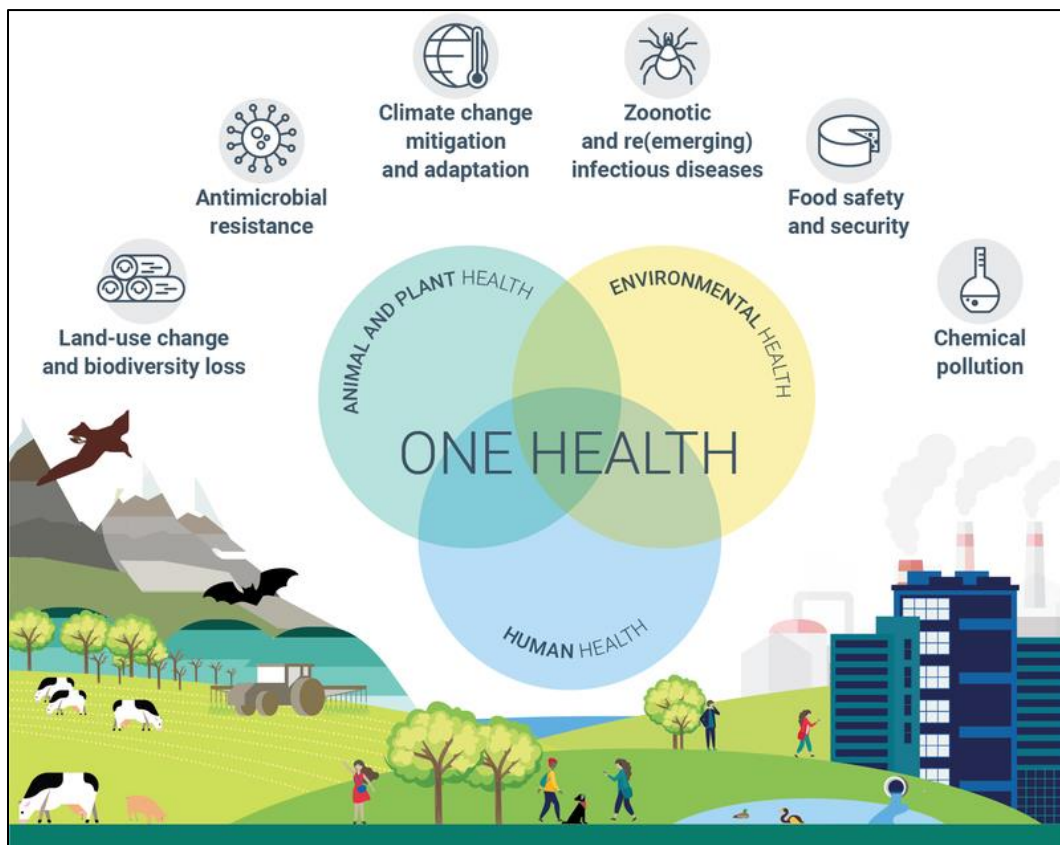 Climate change
mitigation
and adaptation
Zoonotic
and re(emerging)
infectious diseases
Antimicrobial
resistance
Food safety
and security
Land-use change
and biodiversity loss
Chemical
pollution
ANIMAL AND PLANT HEALTH
ENVIRONMENTAL HEALTH
ONE HEALTH
HUMAN HEALTH